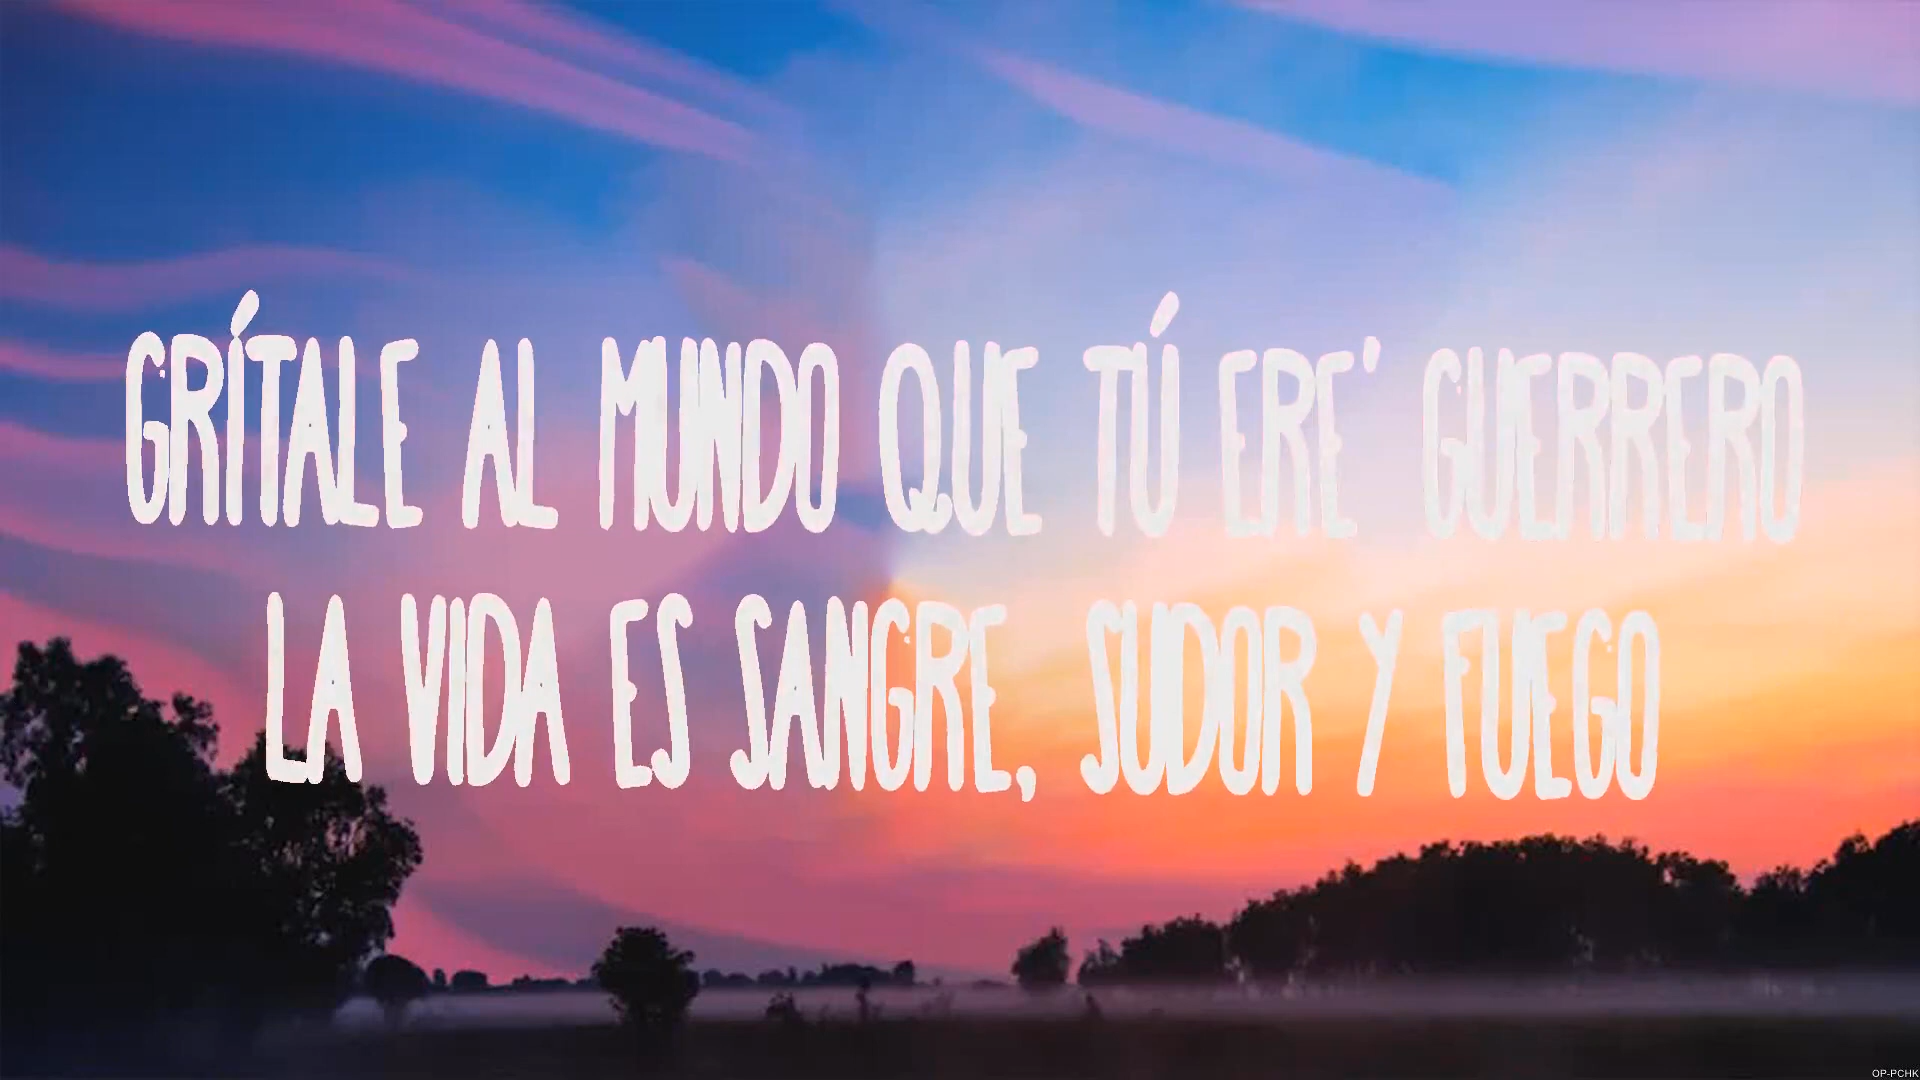 GRÍTALE AL MUNDO QUE TÚ ERE' GUERRERO
LA VIDA ES SANGRE, SUDOR Y FUEGO
OP-PCHK